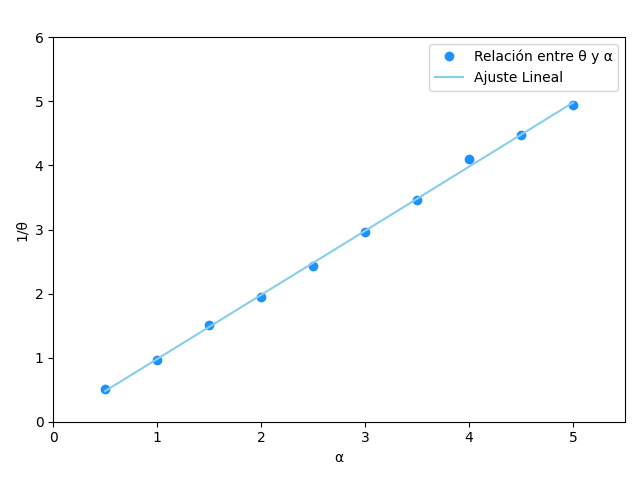 Relación entre θ y α
Ajuste Lineal
6
5
4
3
2
1
0
1/θ
0 1 2 3 4 5
α